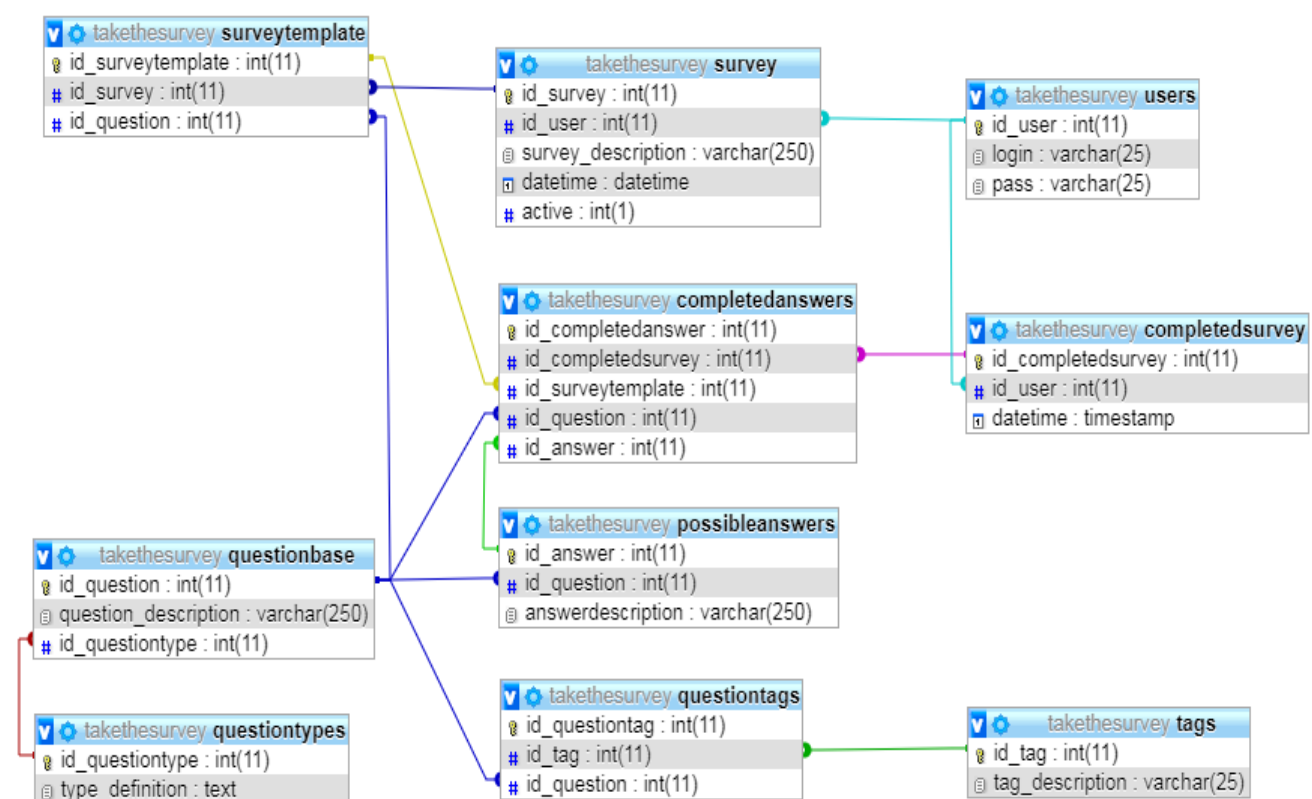 takethesurvey surveytemplate
id_surveytemplate : int(11)
id_survey : int(11)
id_question : int(11)
takethesurvey survey
id_survey : int(11)
id_user : int(11)
survey_description : varchar(250)
datetime : datetime
active : int(1)
takethesurvey users
id_user : int(11)
login : varchar(25)
pass : varchar(25)
takethesurvey completedanswers
id_completedanswer : int(11)
id_completedsurvey : int(11)
id_surveytemplate : int(11)
id_question : int(11)
id_answer : int(11)
takethesurvey completedsurvey
id_completedsurvey : int(11)
id_user : int(11)
datetime : timestamp
takethesurvey possibleanswers
id_answer : int(11)
id_question : int(11)
answerdescription : varchar(250)
takethesurvey questionbase
id_question : int(11)
question_description : varchar(250)
id_questiontype : int(11)
takethesurvey questiontypes
id_questiontype : int(11)
type_definition : text
takethesurvey questiontags
id_questiontag : int(11)
id_tag : int(11)
id_question : int(11)
takethesurvey tags
id_tag : int(11)
tag_description : varchar(25)